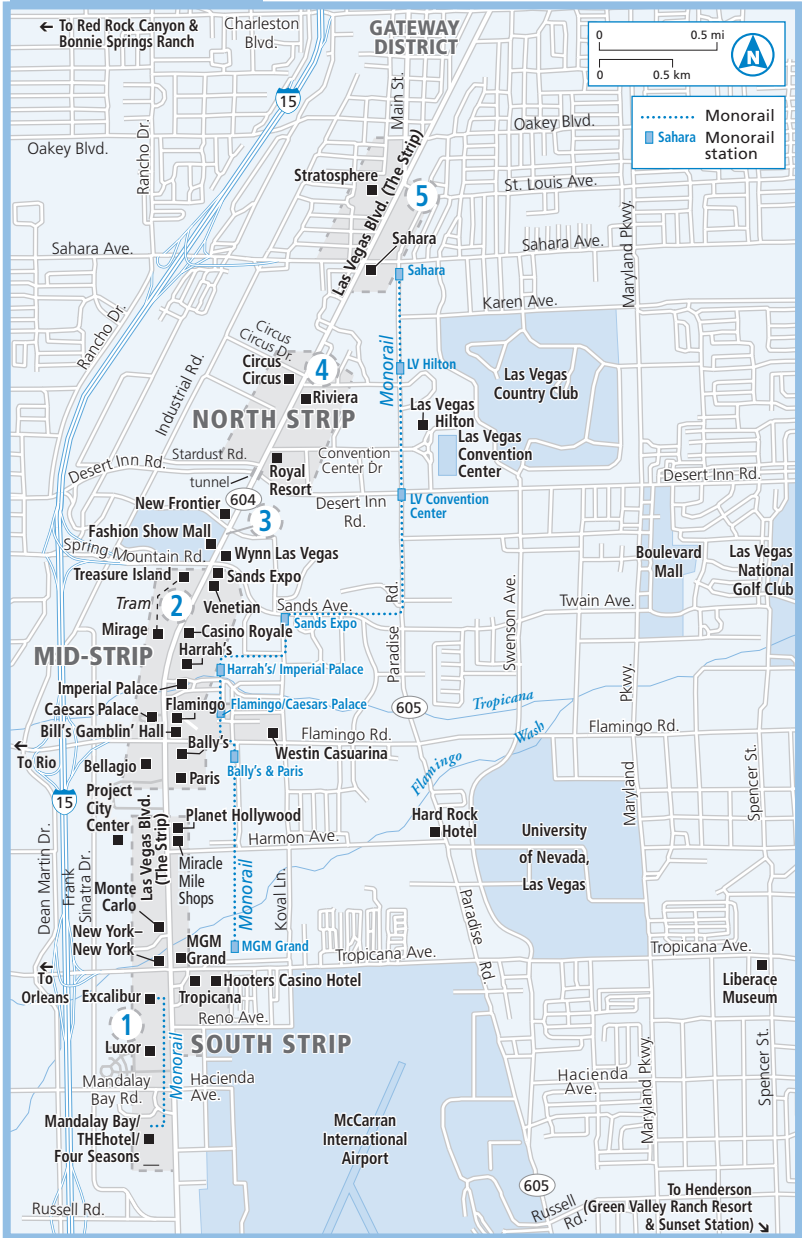 ← To Red Rock Canyon &
Bonnie Springs Ranch
Charleston
Blvd.
GATEWAY
DISTRICT
0 0.5 mi
0 0.5 km
N
Monorail
Sahara Monorail
station
15
Main St.
Oakey Blvd.
Oakey Blvd.
Rancho Dr.
Stratosphere
Las Vegas Blvd. (The Strip)
5
St. Louis Ave.
Maryland Pkwy.
Sahara
Sahara Ave.
Sahara Ave.
Sahara
Karen Ave.
Rancho Dr.
Industrial Rd.
Circus
Circus Dr.
Monorail
Circus
Circus
4
LV Hilton
Las Vegas
Country Club
Riviera
NORTH STRIP
Las Vegas
Hilton
Las Vegas
Convention
Center
Stardust Rd.
Convention
Center Dr
Desert Inn Rd.
tunnel
Royal
Resort
Desert Inn Rd.
604
New Frontier
Desert Inn
Rd.
LV Convention
Center
3
Fashion Show Mall
Spring Mountain Rd.
Wynn Las Vegas
Boulevard
Mall
Las Vegas
National
Golf Club
Treasure Island
Sands Expo
Tram
2
Venetian
Sands Ave.
Sands Expo
Paradise
Rd.
Swenson Ave.
Twain Ave.
Mirage
Casino Royale
Harrah's
MID-STRIP
Harrah's/ Imperial Palace
Imperial Palace
Pkwy.
Caesars Palace
Flamingo
Flamingo/Caesars Palace
605
Tropicana
Wash
Bill's Gamblin' Hall
Flamingo Rd.
Flamingo Rd.
←
To Rio
Bally's
Westin Casuarina
Flamingo
Bellagio
Bally's & Paris
Paris
Maryland
Spencer St.
15
Project
City
Center
Las Vegas Blvd.
(The Strip)
Planet Hollywood
Hard Rock
Hotel
Harmon Ave.
University
of Nevada,
Las Vegas
Miracle
Mile
Shops
Dean Martin Dr.
Frank
Sinatra Dr.
Monorail
Koval Ln.
Monte
Carlo
Paradise
Rd.
New York–
New York
MGM
Grand
MGM Grand
Tropicana Ave.
Tropicana Ave.
←
To
Orleans
Liberace
Museum
Excalibur
Tropicana
Hooters Casino Hotel
Reno Ave.
1
SOUTH STRIP
Luxor
Monorail
Mandalay
Bay Rd.
Hacienda
Ave.
Hacienda
Ave.
Maryland Pkwy.
Spencer St.
Mandalay Bay/
THEhotel/
Four Seasons
McCarran
International
Airport
605
Russell Rd.
Russell
Rd.
To Henderson
(Green Valley Ranch Resort
& Sunset Station) ↘